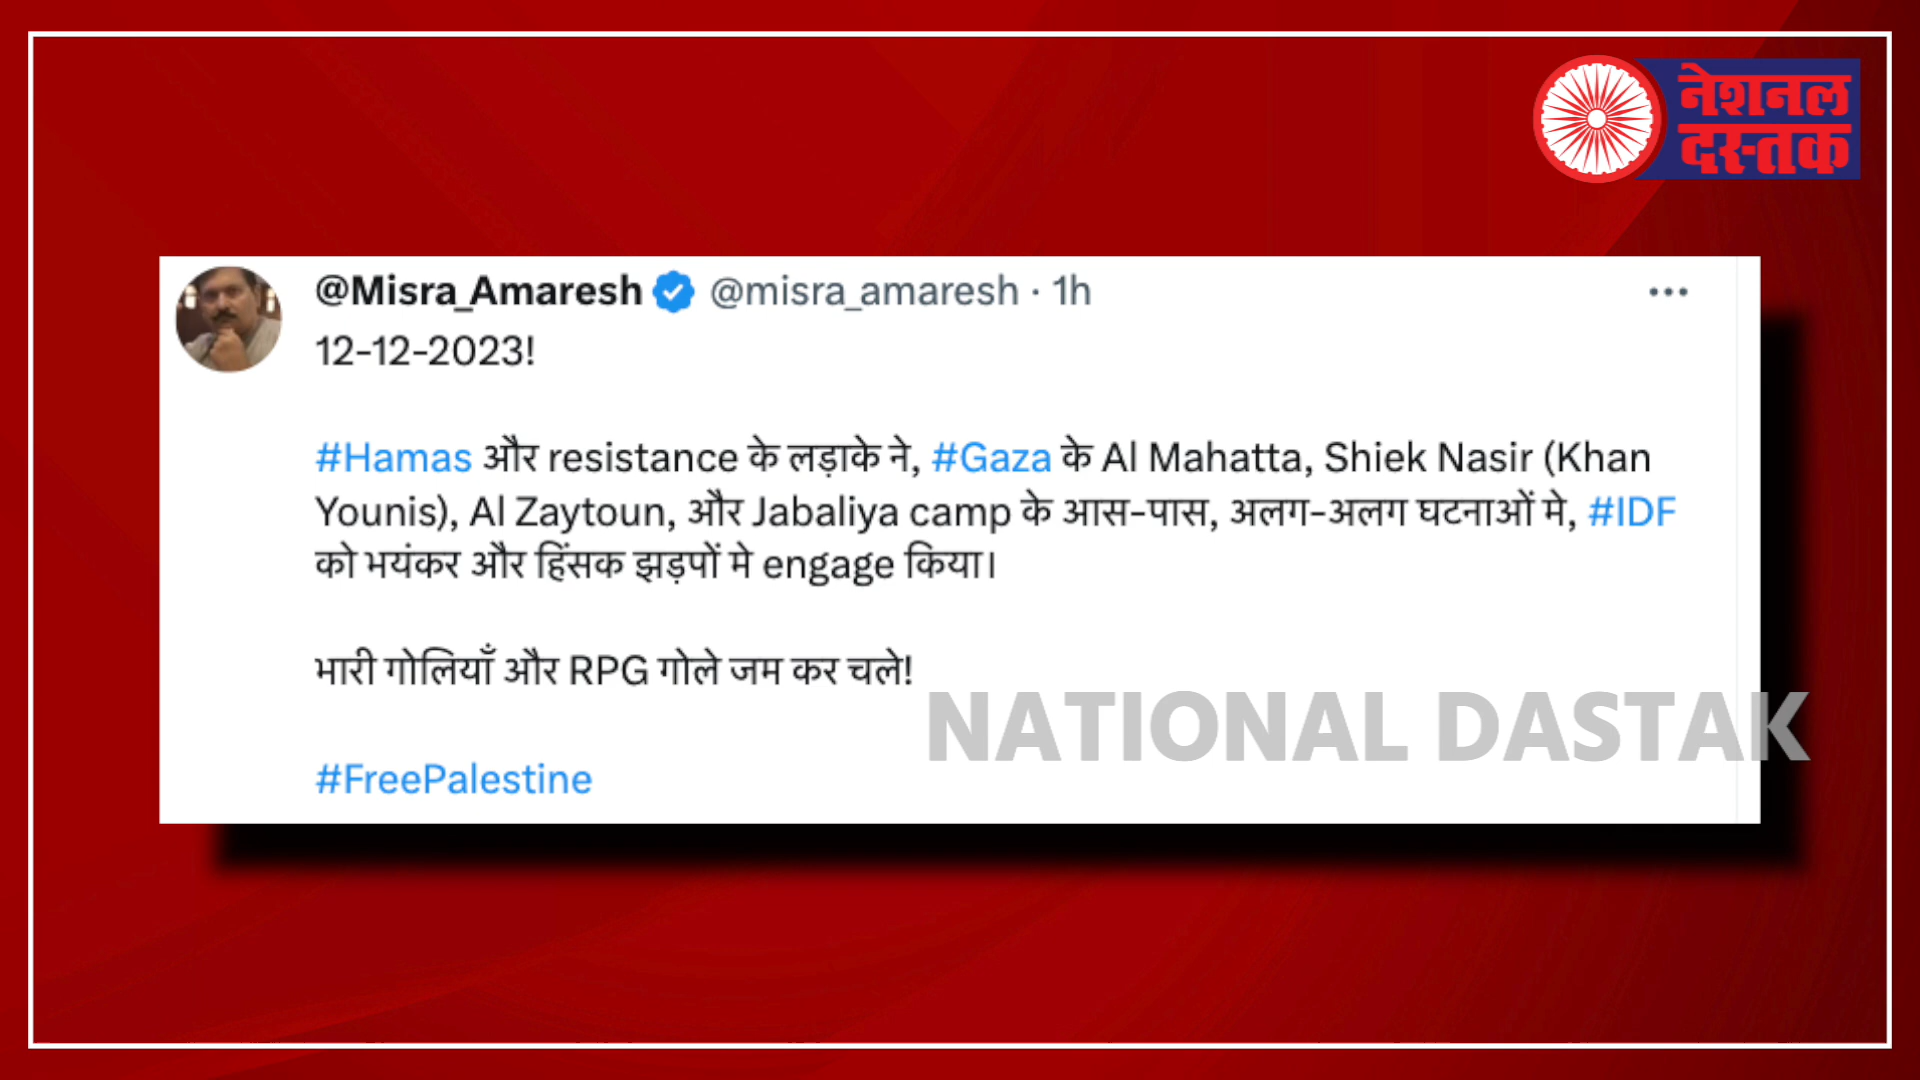 नेशनल
दस्तक
@Misra_Amaresh @misra_amaresh · 1h
12-12-2023!
#Hamas और resistance के लड़ाके ने, #Gaza के Al Mahatta, Shiek Nasir (Khan
Younis), Al Zaytoun, और Jabaliya camp के आस-पास, अलग-अलग घटनाओं मे, #IDF
को भयंकर और हिंसक झड़पों मे engage किया।
भारी गोलियाँ और RPG गोले जम कर चले!
NATIONAL DASTAK
#FreePalestine